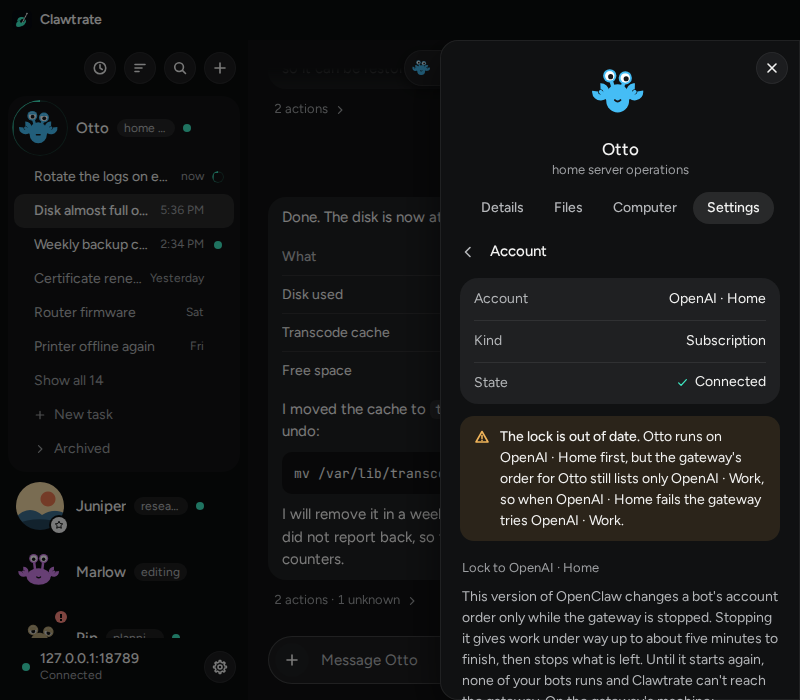 Clawtrate
Otto
home ...
Rotate the logs on e... now
Disk almost full o... 5:36 PM
Weekly backup c... 2:34 PM
Certificate rene... Yesterday
Router firmware Sat
Printer offline again Fri
Show all 14
+ New task
Archived
Juniper
resea...
Marlow
editing
Pip
planni...
127.0.0.1:18789
Connected
2 actions
Done. The disk is now at
What
Disk used
Transcode cache
Free space
I moved the cache to
undo:
mv /var/lib/transc
I will remove it in a wee
did not report back, so
counters.
2 actions · 1 unknown
Message Otto
Otto
home server operations
Details Files Computer Settings
Account
Account OpenAI · Home
Kind Subscription
State Connected
The lock is out of date. Otto runs on
OpenAI · Home first, but the gateway's
order for Otto still lists only OpenAI · Work,
so when OpenAI · Home fails the gateway
tries OpenAI · Work.
Lock to OpenAI · Home
This version of OpenClaw changes a bot's account
order only while the gateway is stopped. Stopping
it gives work under way up to about five minutes to
finish, then stops what is left. Until it starts again,
none of your bots runs and Clawtrate can't reach
the gateway. On the gateway's machine: